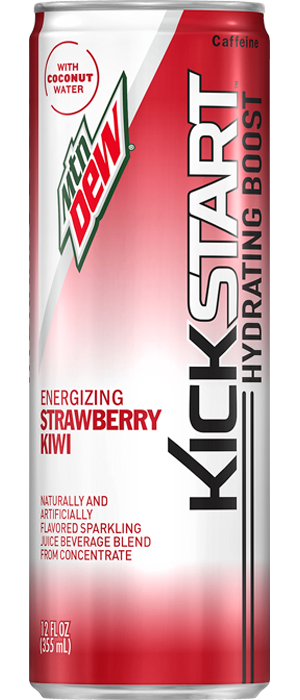 Caffeine
WITH
COCONUT
WATER
mtn
DEW®
KICKSTART™
HYDRATING BOOST
ENERGIZING
STRAWBERRY
KIWI
NATURALLY AND
ARTIFICIALLY
FLAVORED SPARKLING
JUICE BEVERAGE BLEND
FROM CONCENTRATE
12 FL OZ
(355 mL)